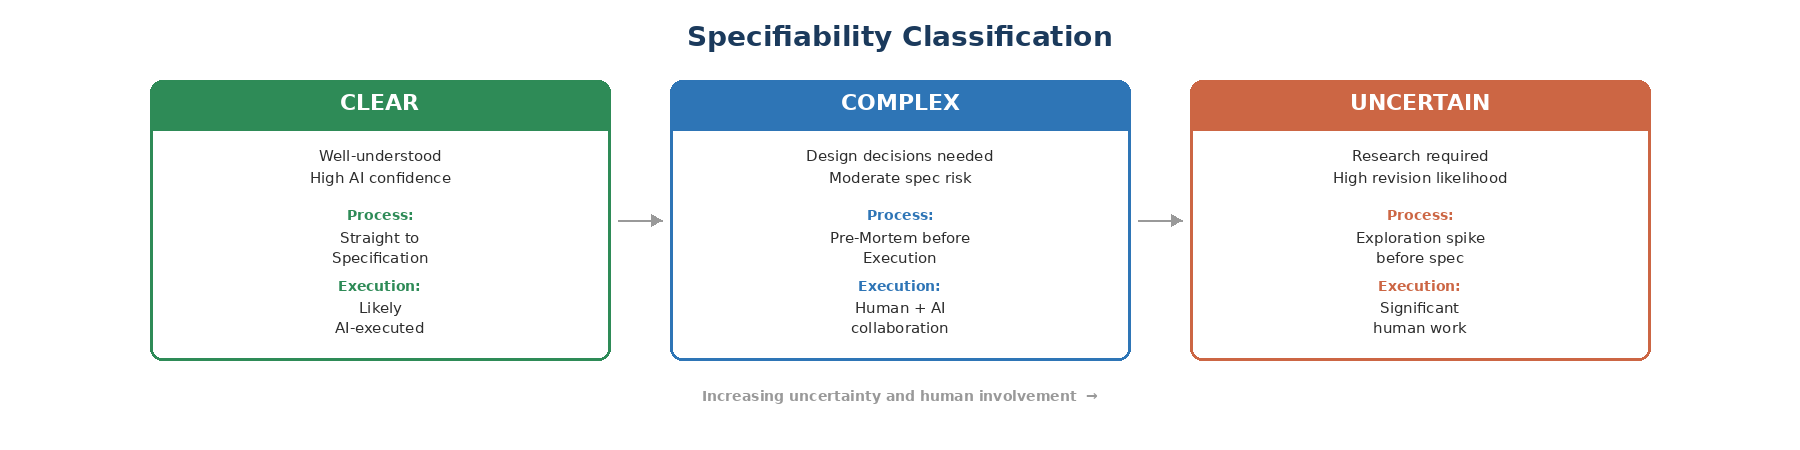 Specifiability Classification
CLEAR
Well-understood
High AI confidence
Process:
Straight to
Specification
Execution:
Likely
AI-executed
COMPLEX
Design decisions needed
Moderate spec risk
Process:
Pre-Mortem before
Execution
Execution:
Human + AI
collaboration
UNCERTAIN
Research required
High revision likelihood
Process:
Exploration spike
before spec
Execution:
Significant
human work
Increasing uncertainty and human involvement →